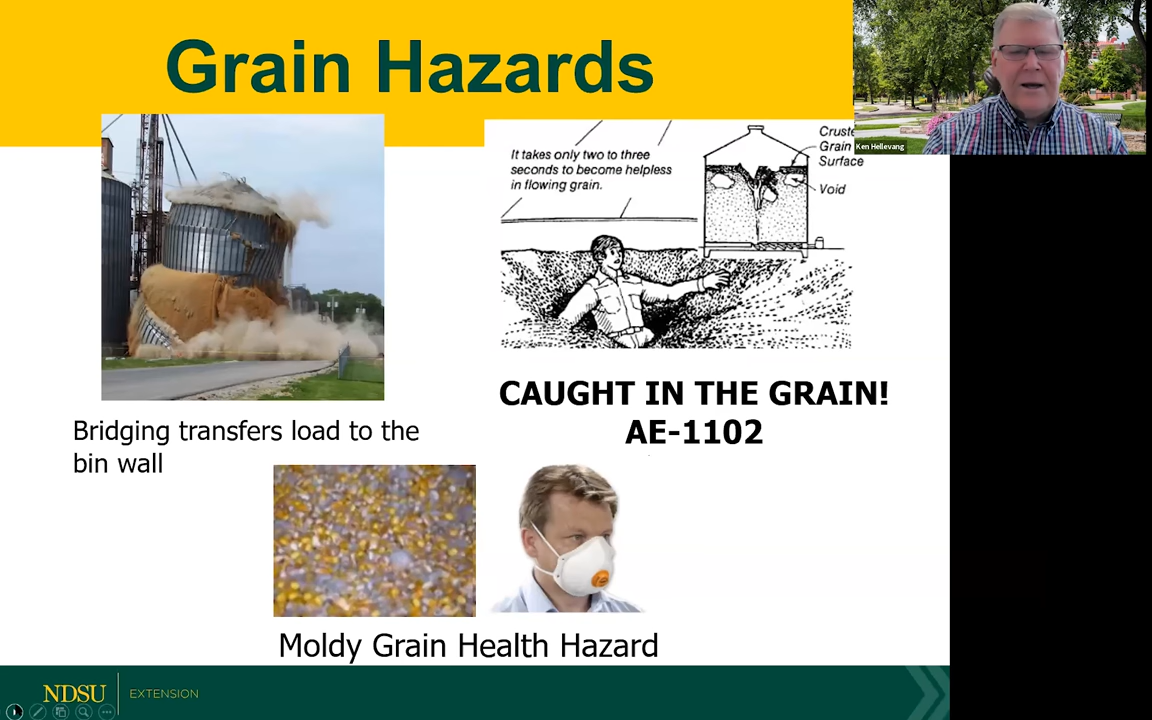 Grain Hazards
Ken Hellevang
It takes only two to three
seconds to become helpless
in flowing grain.
Grain
Surface
Void
CAUGHT IN THE GRAIN!
AE-1102
Bridging transfers load to the
bin wall
Moldy Grain Health Hazard
NDSU
EXTENSION